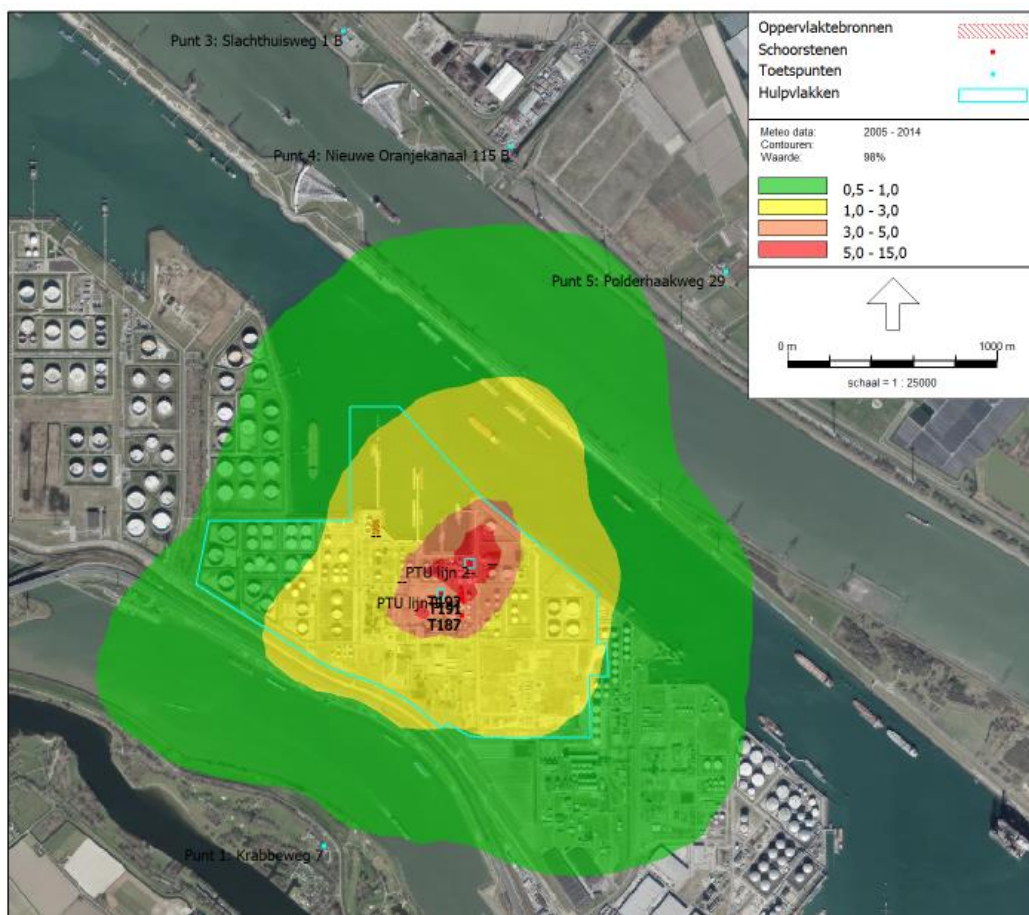 Punt 3: Slachthuisweg 1 B
Oppervlaktebronnen
Schoorstenen
Toetspunten
Hulpvlakken
Meteo data: 2005 - 2014
Contouren:
Waarde: 98%
Punt 4: Nieuwe Oranjekanaal 115 B
0,5 - 1,0
1,0 - 3,0
3,0 - 5,0
5,0 - 15,0
Punt 5: Polderhaakweg 29
0 m 1000 m
schaal = 1 : 25000
PTU lijn 2
PTU lijn
T193
T191
T187
Punt 1: Krabbeweg 7